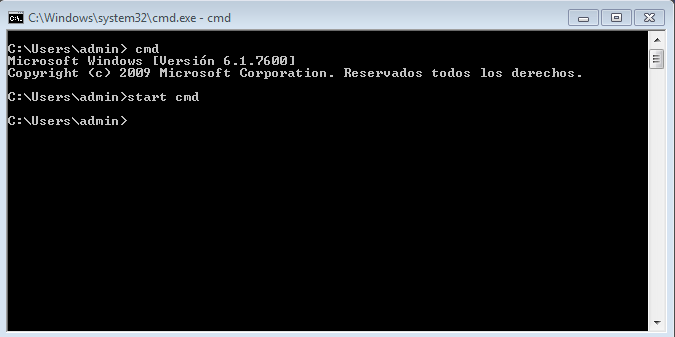 C:\Windows\system32\cmd.exe - cmd
C:\Users\admin> cmd
Microsoft Windows [Versión 6.1.7600]
Copyright (c) 2009 Microsoft Corporation. Reservados todos los derechos.
C:\Users\admin>start cmd
C:\Users\admin>